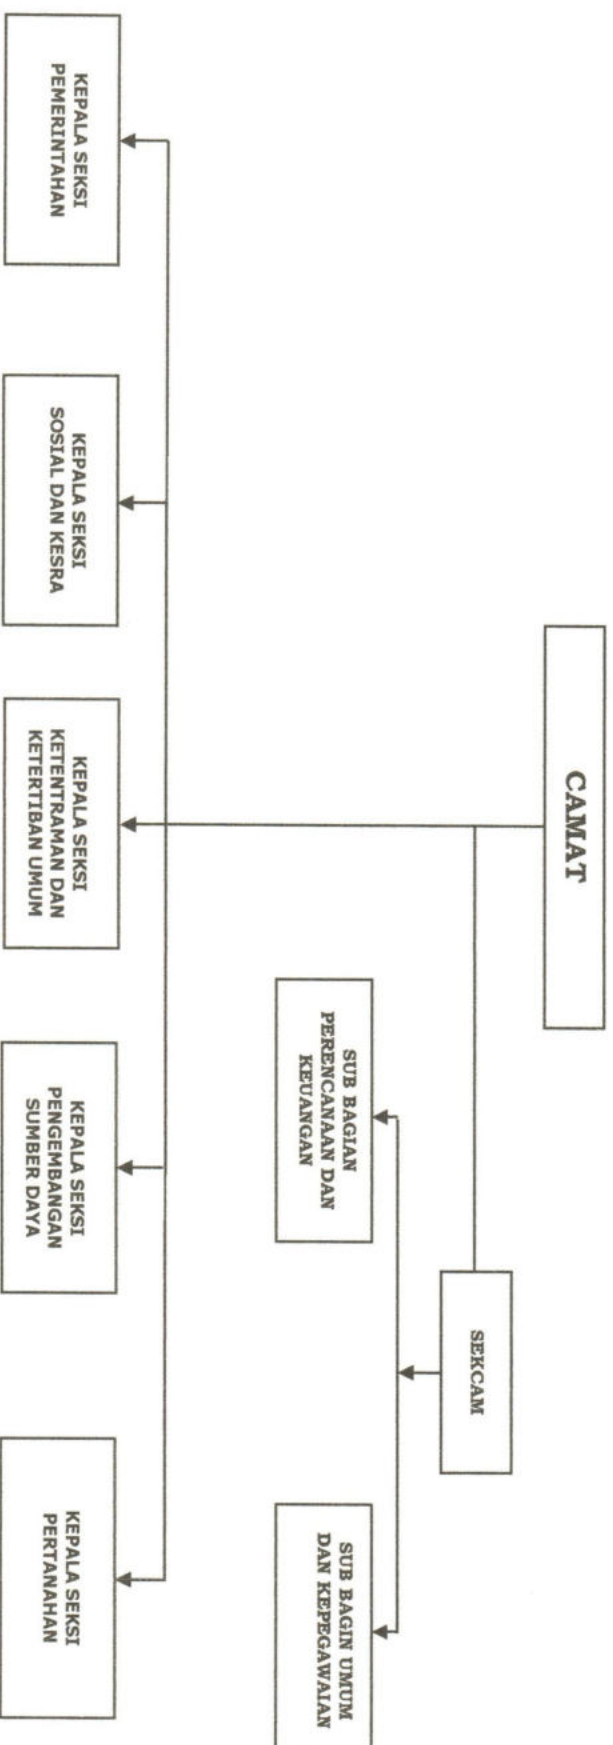 CAMAT
SEKCAM
SUB BAGIAN
PERENCANAAN DAN
KEUANGAN
SUB BAGIN UMUM
DAN KEPEGAWAIAN
KEPALA SEKSI
PEMERINTAHAN
KEPALA SEKSI
SOSIAL DAN KESRA
KEPALA SEKSI
KETENTRAMAN DAN
KETERTIBAN UMUM
KEPALA SEKSI
PENGEMBANGAN
SUMBER DAYA
KEPALA SEKSI
PERTANAHAN